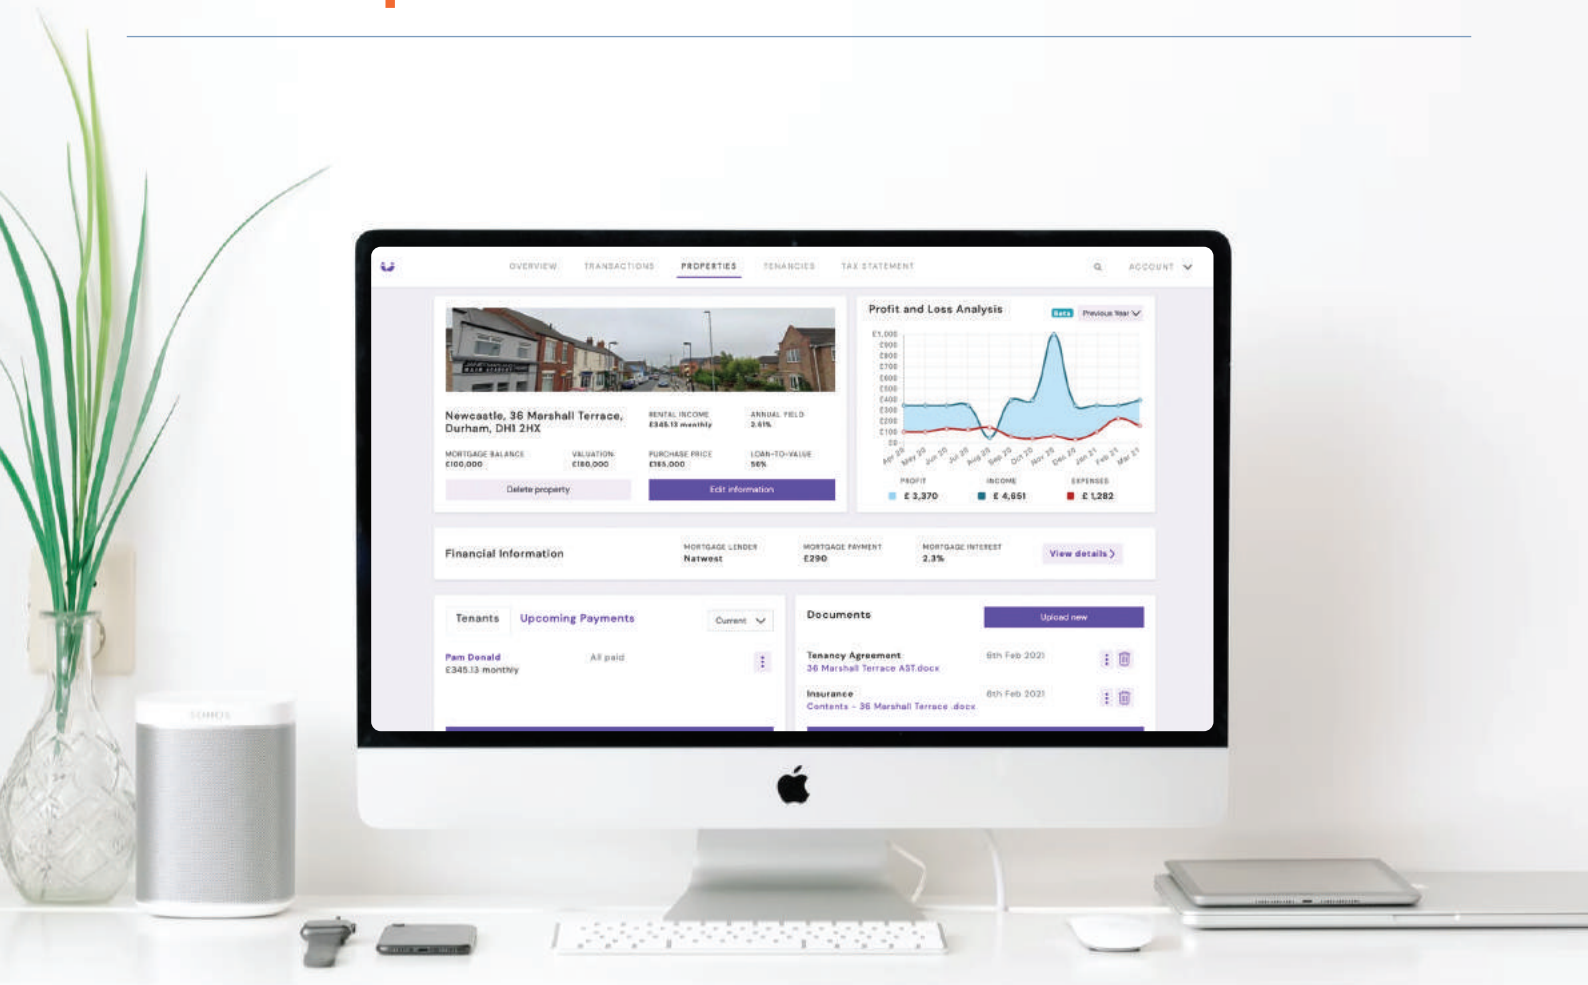 OVERVIEW TRANSACTIONS PROPERTIES TENANCIES TAX STATEMENT ACCOUNT
Newcastle, 36 Marshall Terrace,
Durham, DH1 2HX
RENTAL INCOME
£345.13 monthly
ANNUAL YIELD
2.61%
MORTGAGE BALANCE
£100,000
VALUATION
£180,000
PURCHASE PRICE
£165,000
LOAN-TO-VALUE
56%
Delete property
Edit information
Profit and Loss Analysis
Beta
Previous Year
£1,000
£900
£800
£700
£600
£500
£400
£300
£200
£100
£0
Apr 20 May 20 Jun 20 Jul 20 Aug 20 Sep 20 Oct 20 Nov 20 Dec 20 Jan 21 Feb 21 Mar 21
PROFIT
£ 3,370
INCOME
£ 4,651
EXPENSES
£ 1,282
Financial Information
MORTGAGE LENDER
Natwest
MORTGAGE PAYMENT
£290
MORTGAGE INTEREST
2.3%
View details
Tenants
Upcoming Payments
Current
Pam Donald
£345.13 monthly
All paid
Documents
Upload new
Tenancy Agreement
36 Marshall Terrace AST.docx
6th Feb 2021
Insurance
Contents - 36 Marshall Terrace .docx
6th Feb 2021
SONOS